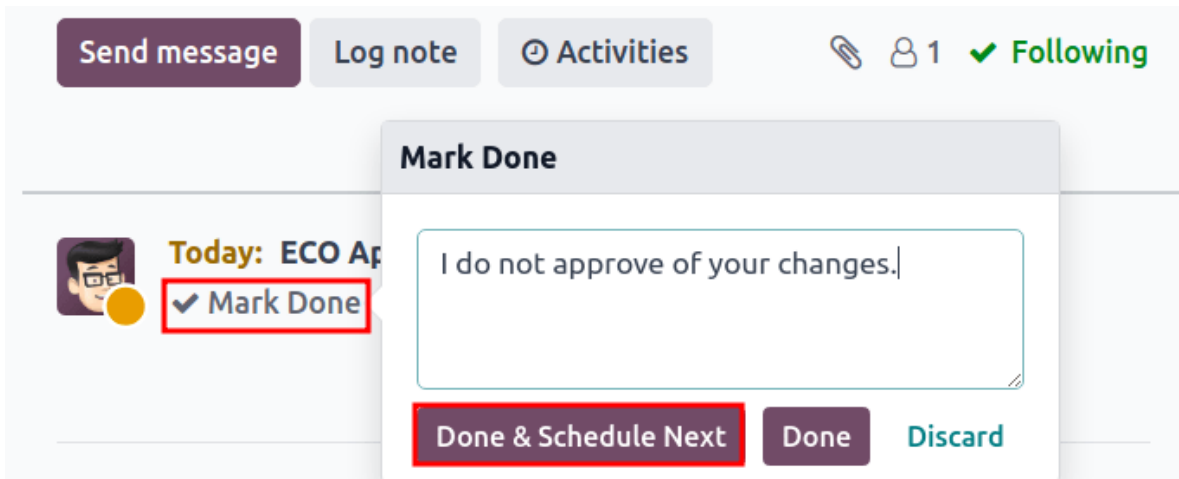 Send message Log note Activities 1 Following
Mark Done
Today: ECO Ap
I do not approve of your changes.
Mark Done
Done & Schedule Next Done Discard